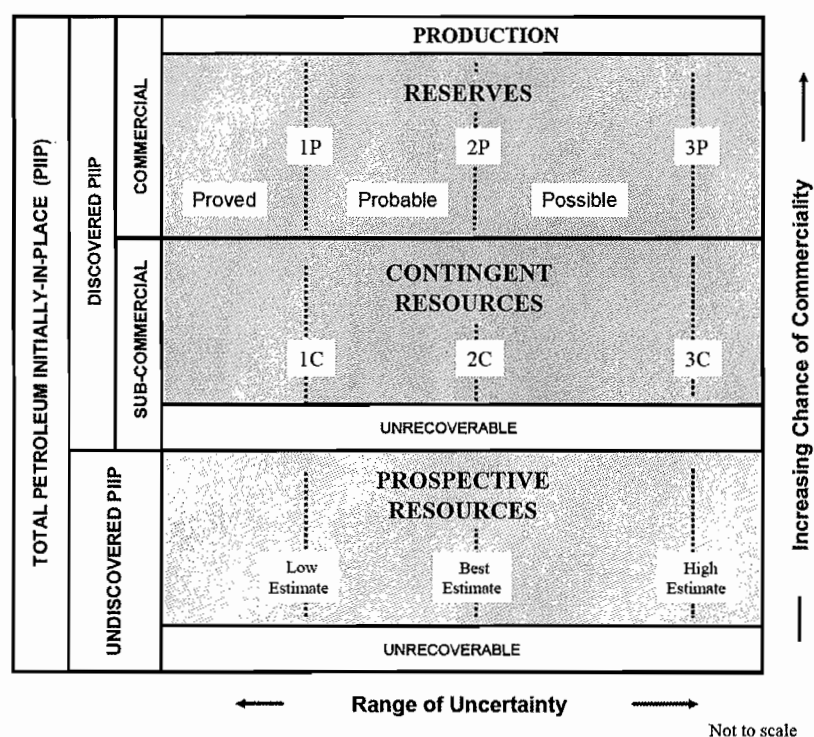 TOTAL PETROLEUM INITIALLY-IN-PLACE (PIIP)
DISCOVERED PIIP
UNDISCOVERED PIIP
COMMERCIAL
SUB-COMMERCIAL
PRODUCTION
RESERVES
1P
2P
3P
Proved
Probable
Possible
CONTINGENT
RESOURCES
1C
2C
3C
UNRECOVERABLE
PROSPECTIVE
RESOURCES
Low
Estimate
Best
Estimate
High
Estimate
UNRECOVERABLE
Increasing Chance of Commerciality
Range of Uncertainty
Not to scale